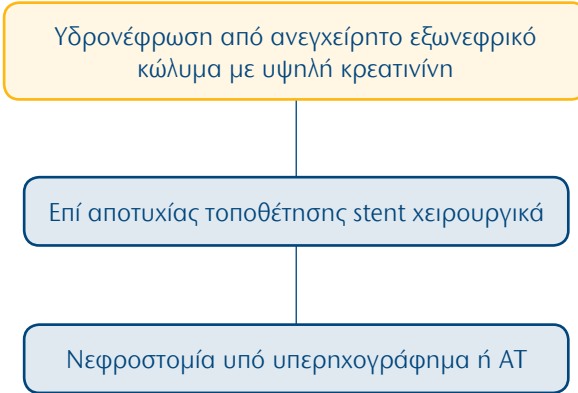 Υδρονέφρωση από ανεγχείρητο εξωνεφρικό
κώλυμα με υψηλή κρεατινίνη
Επί αποτυχίας τοποθέτησης stent χειρουργικά
Νεφροστομία υπό υπερηχογράφημα ή ΑΤ